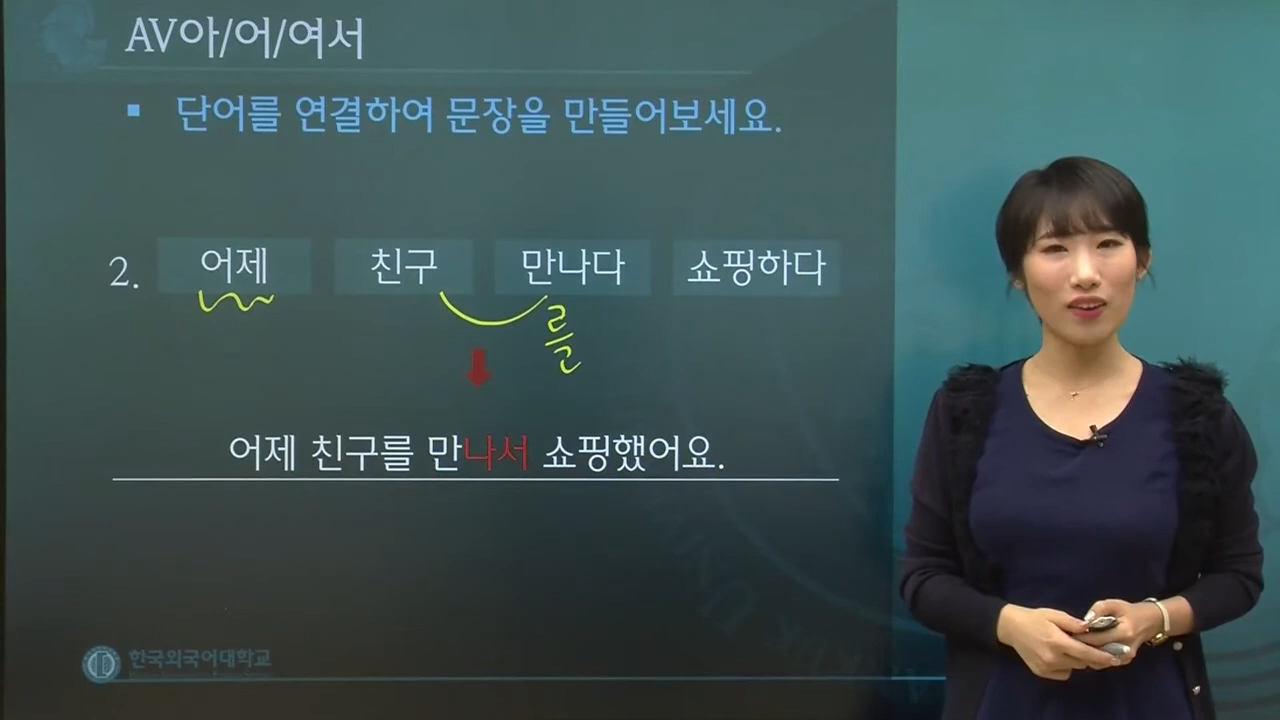 AV아/어/여서
▪ 단어를 연결하여 문장을 만들어보세요.
2. 어제 친구 만나다 쇼핑하다
를
어제 친구를 만나서 쇼핑했어요.
한국외국어대학교